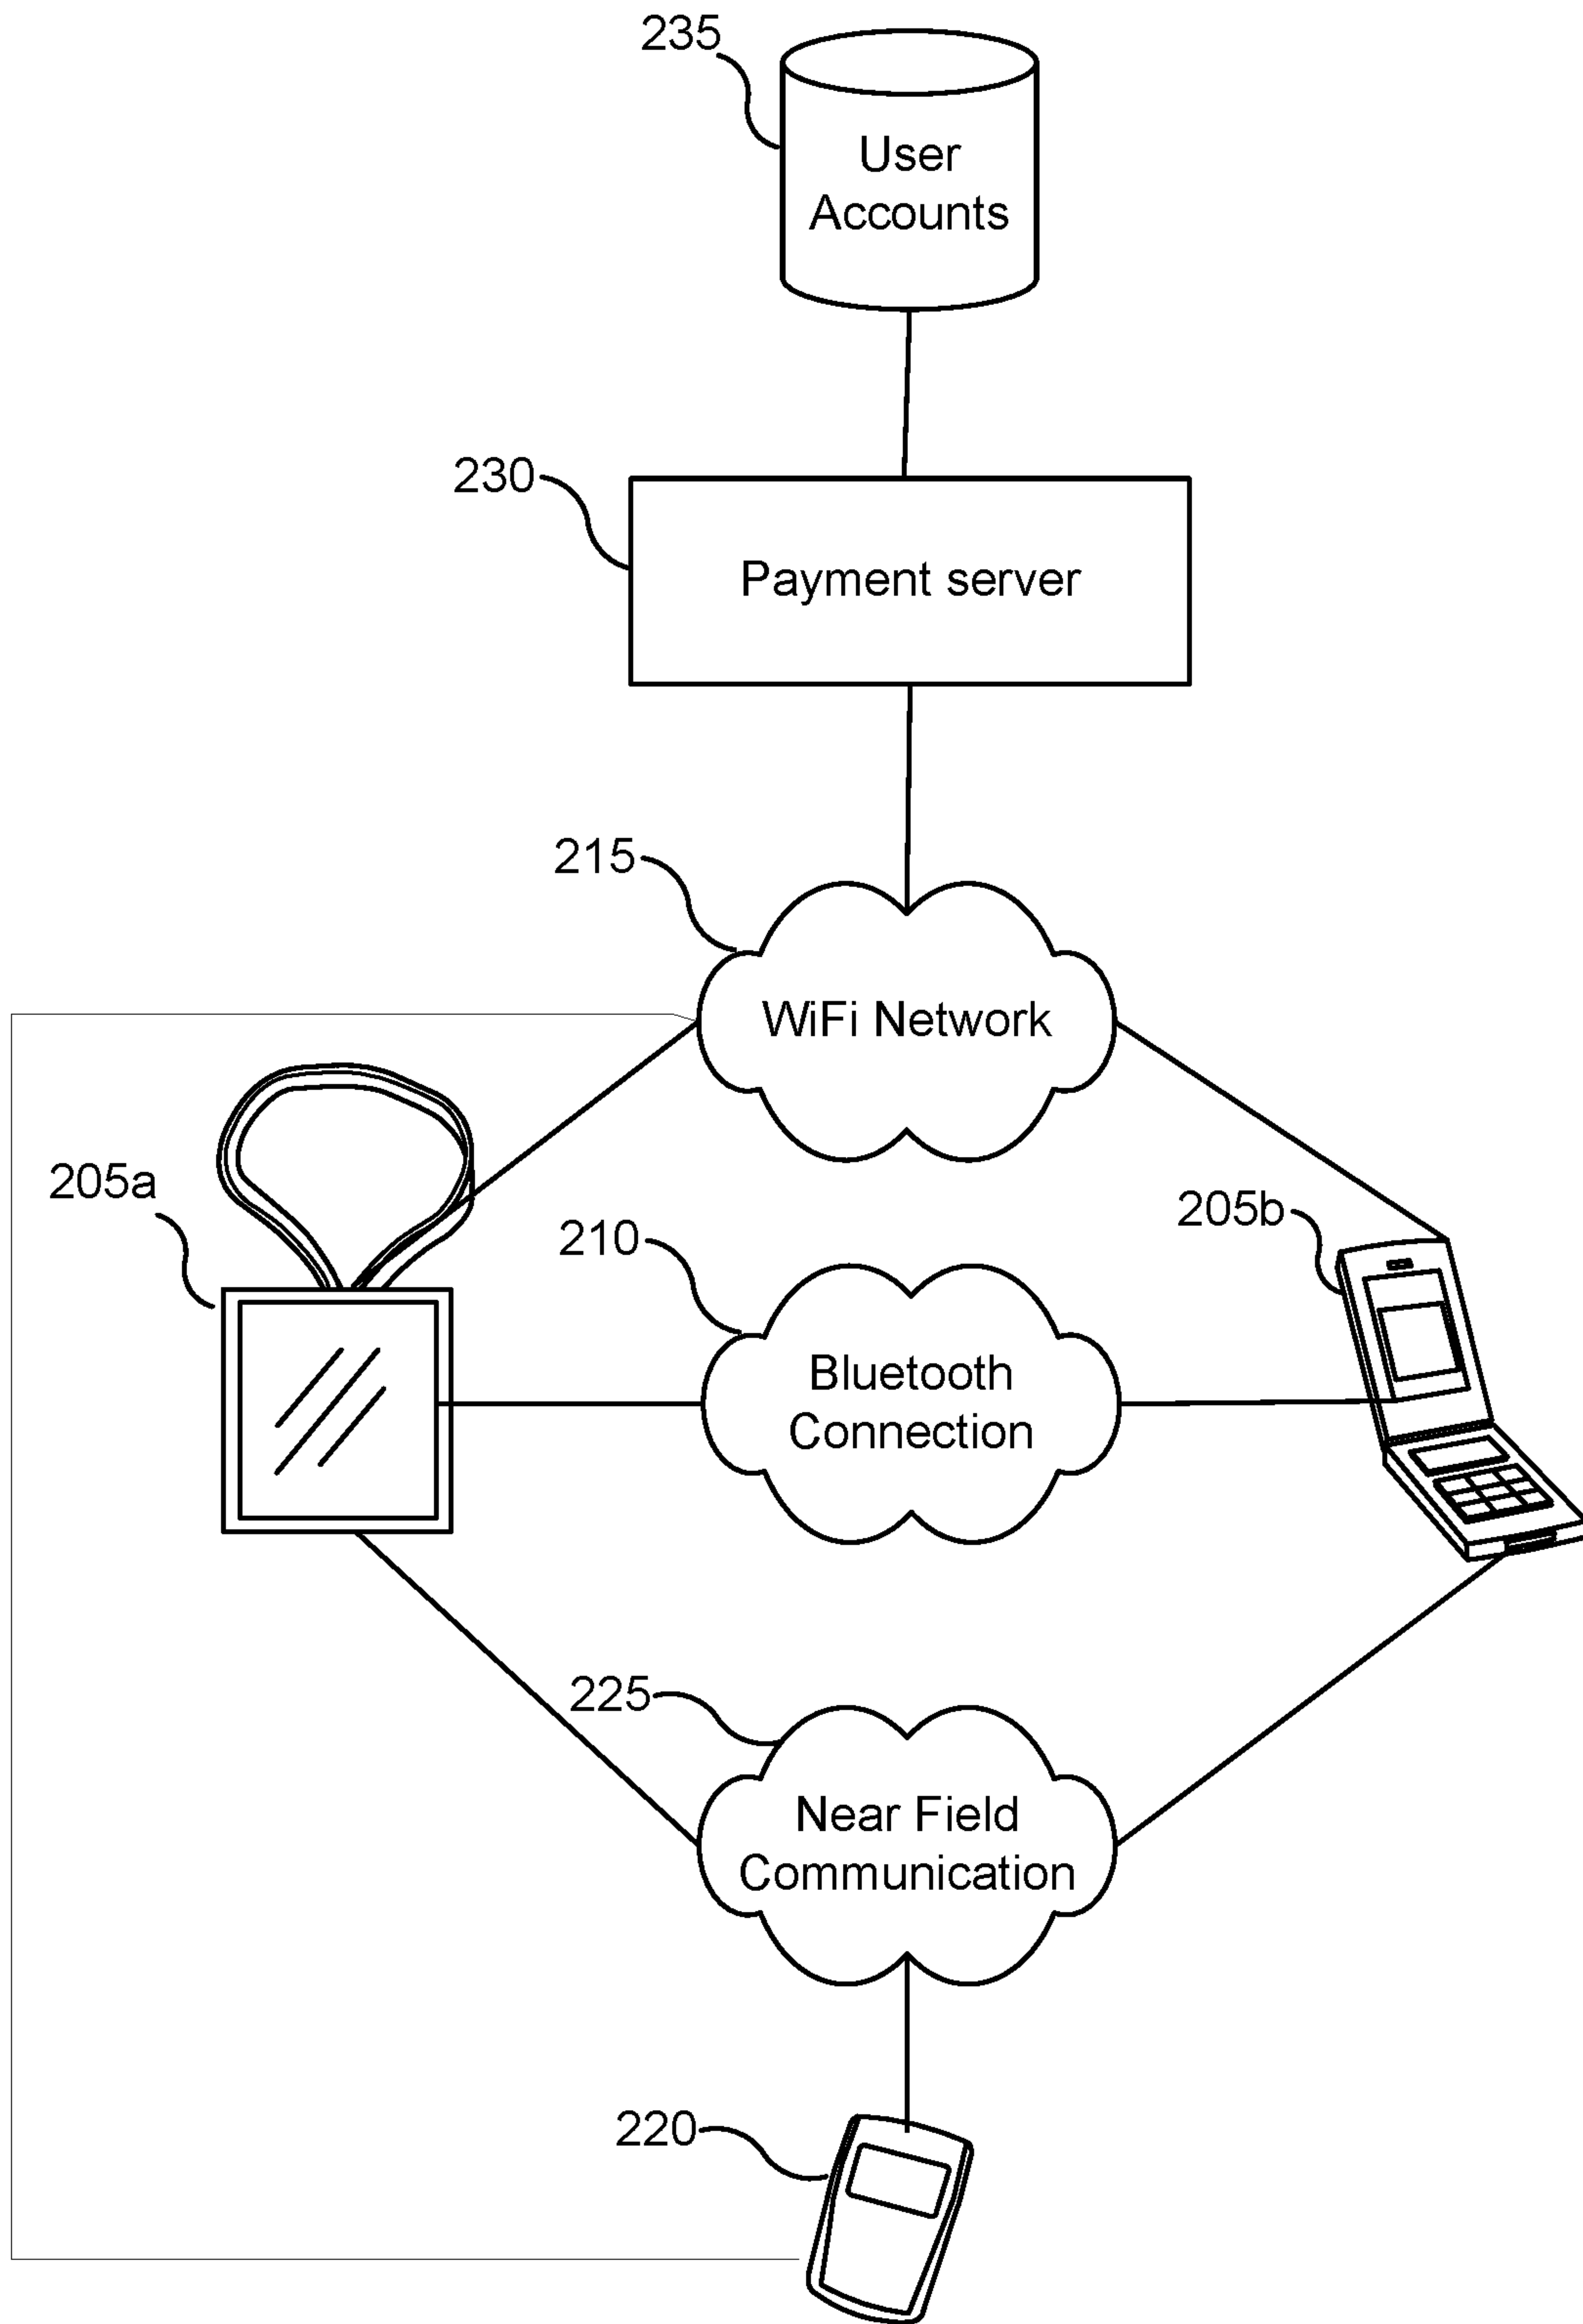 235
User
Accounts
230
Payment server
215
WiFi Network
205a
205b
210
Bluetooth
Connection
225
Near Field
Communication
220